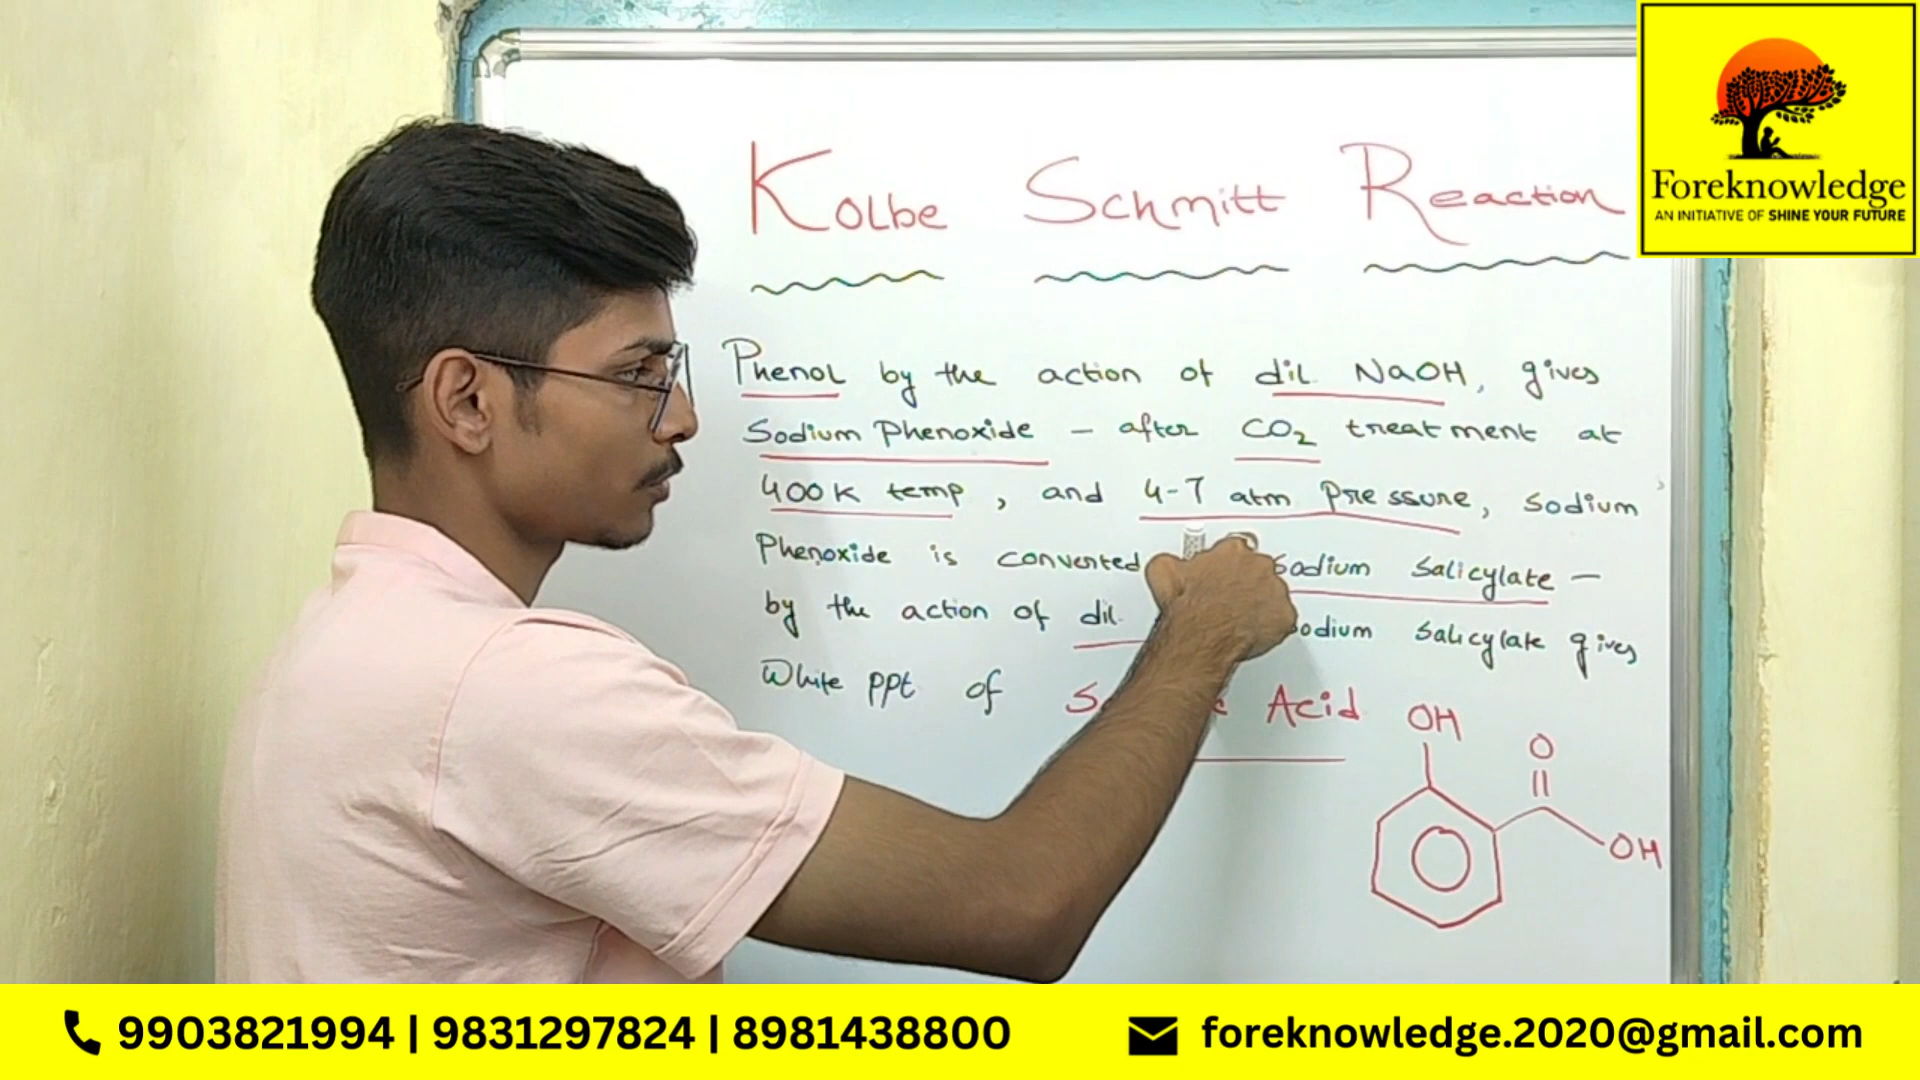 Kolbe Schmitt Reaction
Foreknowledge
AN INITIATIVE OF SHINE YOUR FUTURE
Phenol by the action of dil. NaOH, gives
Sodium Phenoxide - after CO2 treatment at
400K temp, and 4-7 atm Pressure, Sodium
Phenoxide is converted Sodium Salicylate -
by the action of dil. Sodium Salicylate gives
White ppt of Acid
OH
O
OH
9903821994 | 9831297824 | 8981438800 foreknowledge.2020@gmail.com